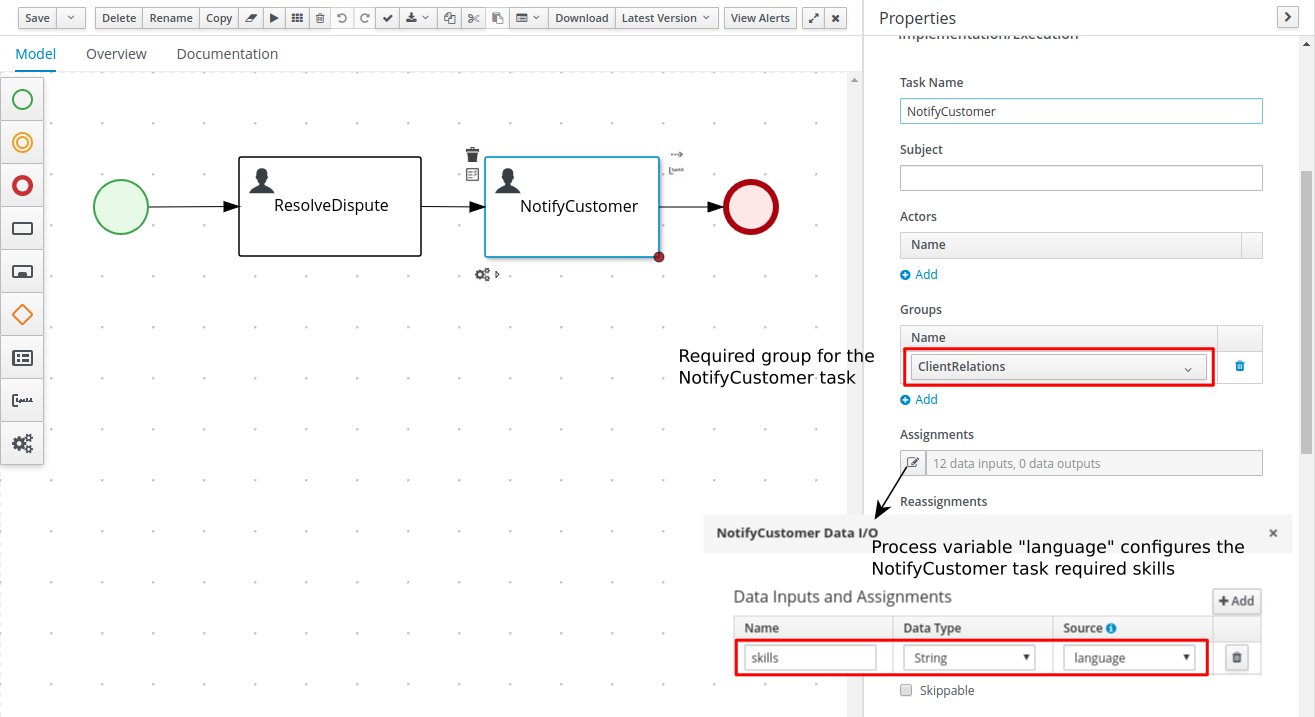 Save
Delete Rename Copy
Download
Latest Version
View Alerts
Properties
Model Overview Documentation
Implementation/Execution
Task Name
NotifyCustomer
Subject
Actors
Name
Add
Groups
Name
ClientRelations
Add
Assignments
12 data inputs, 0 data outputs
Reassignments
ResolveDispute
NotifyCustomer
Required group for the
NotifyCustomer task
NotifyCustomer Data I/O
×
Process variable "language" configures the
NotifyCustomer task required skills
Data Inputs and Assignments
Add
Name Data Type Source
skills String language
Skippable